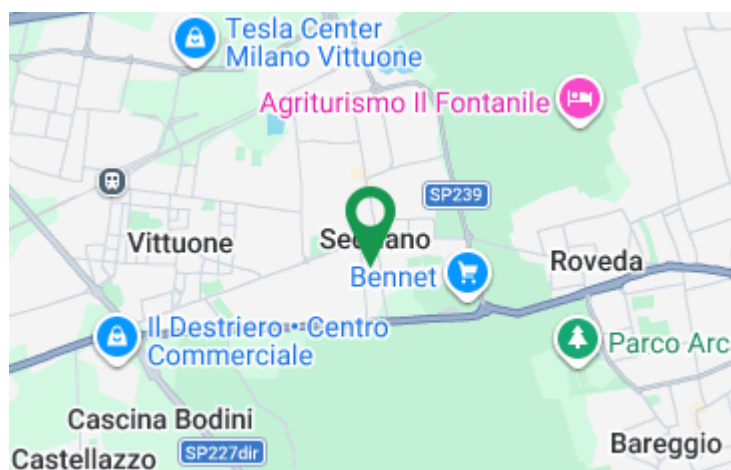 Tesla Center
Milano Vittuone
Agriturismo Il Fontanile
SP239
Vittuone
Roveda
Bennet
Il Destriero • Centro
Commerciale
Parco Arc
Cascina Bodini
Bareggio
Castellazzo
SP227dir